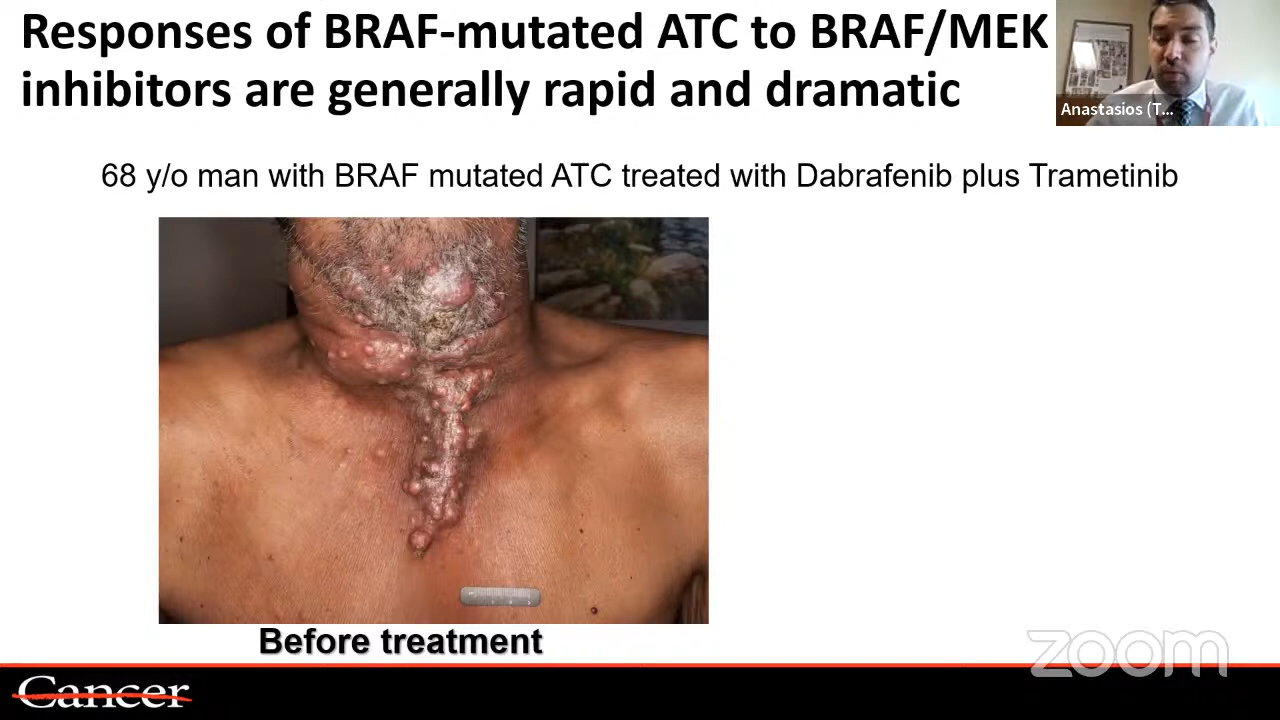 Responses of BRAF-mutated ATC to BRAF/MEK
inhibitors are generally rapid and dramatic
Anastasios (T...
68 y/o man with BRAF mutated ATC treated with Dabrafenib plus Trametinib
Before treatment
zoom
Cancer